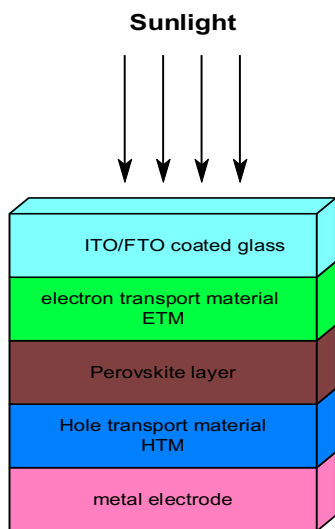 Sunlight
ITO/FTO coated glass
electron transport material
ETM
Perovskite layer
Hole transport material
HTM
metal electrode